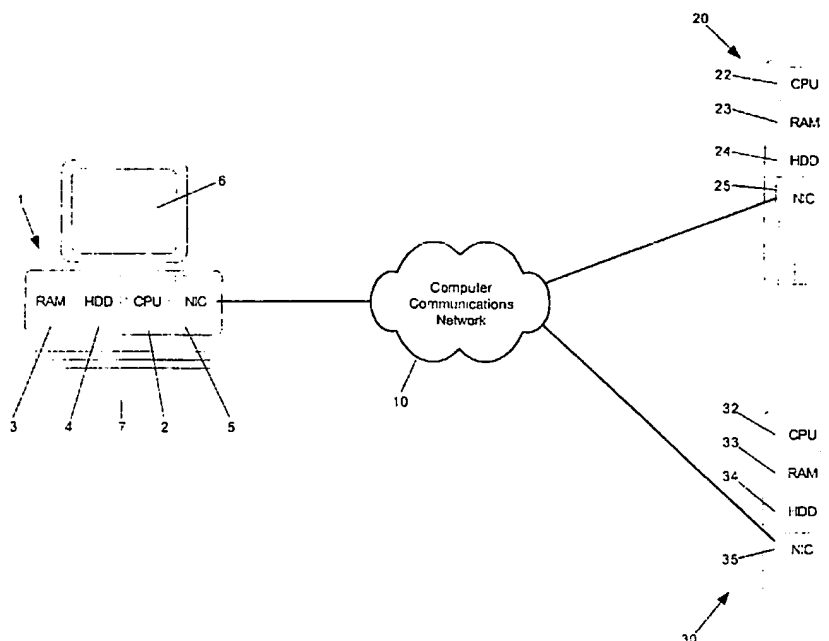 20
22
CPU
23
RAM
24
HDD
25
NIC
6
1
RAM HDD CPU NIC
Computer
Communications
Network
10
3 4 7 2 5
32
CPU
33
RAM
34
HDD
35
NIC